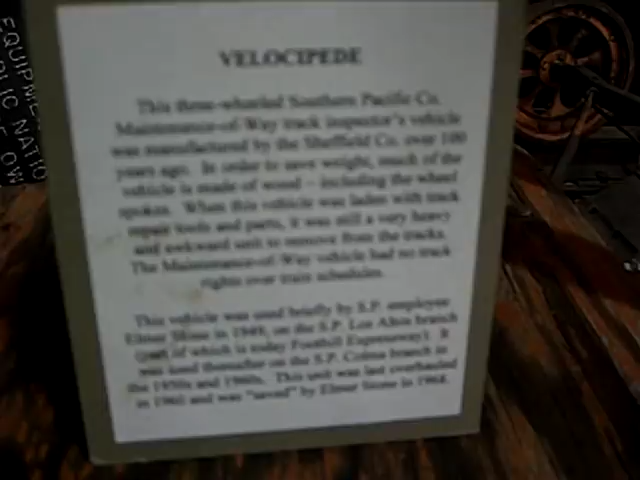 EQUIPME
PUBLIC NATIO
OW
VELOCIPEDE
This three-wheeled Southern Pacific Co.
Maintenance-of-Way track inspector's vehicle
was manufactured by the Sheffield Co. over 100
years ago. In order to save weight, much of the
vehicle is made of wood - including the wheel
spokes. When this vehicle was laden with track
repair tools and parts, it was still a very heavy
and awkward unit to remove from the tracks.
The Maintenance-of-Way vehicle had no track
rights over train schedules.
This vehicle was used briefly by S.P. employee
Elmer Stone in 1949, on the S.P. Los Altos branch
(part of which is today Foothill Expressway). It
was used thereafter on the S.P. Colma branch in
the 1950s and 1960s. This unit was last overhauled
in 1960 and was "saved" by Elmer Stone in 1968.